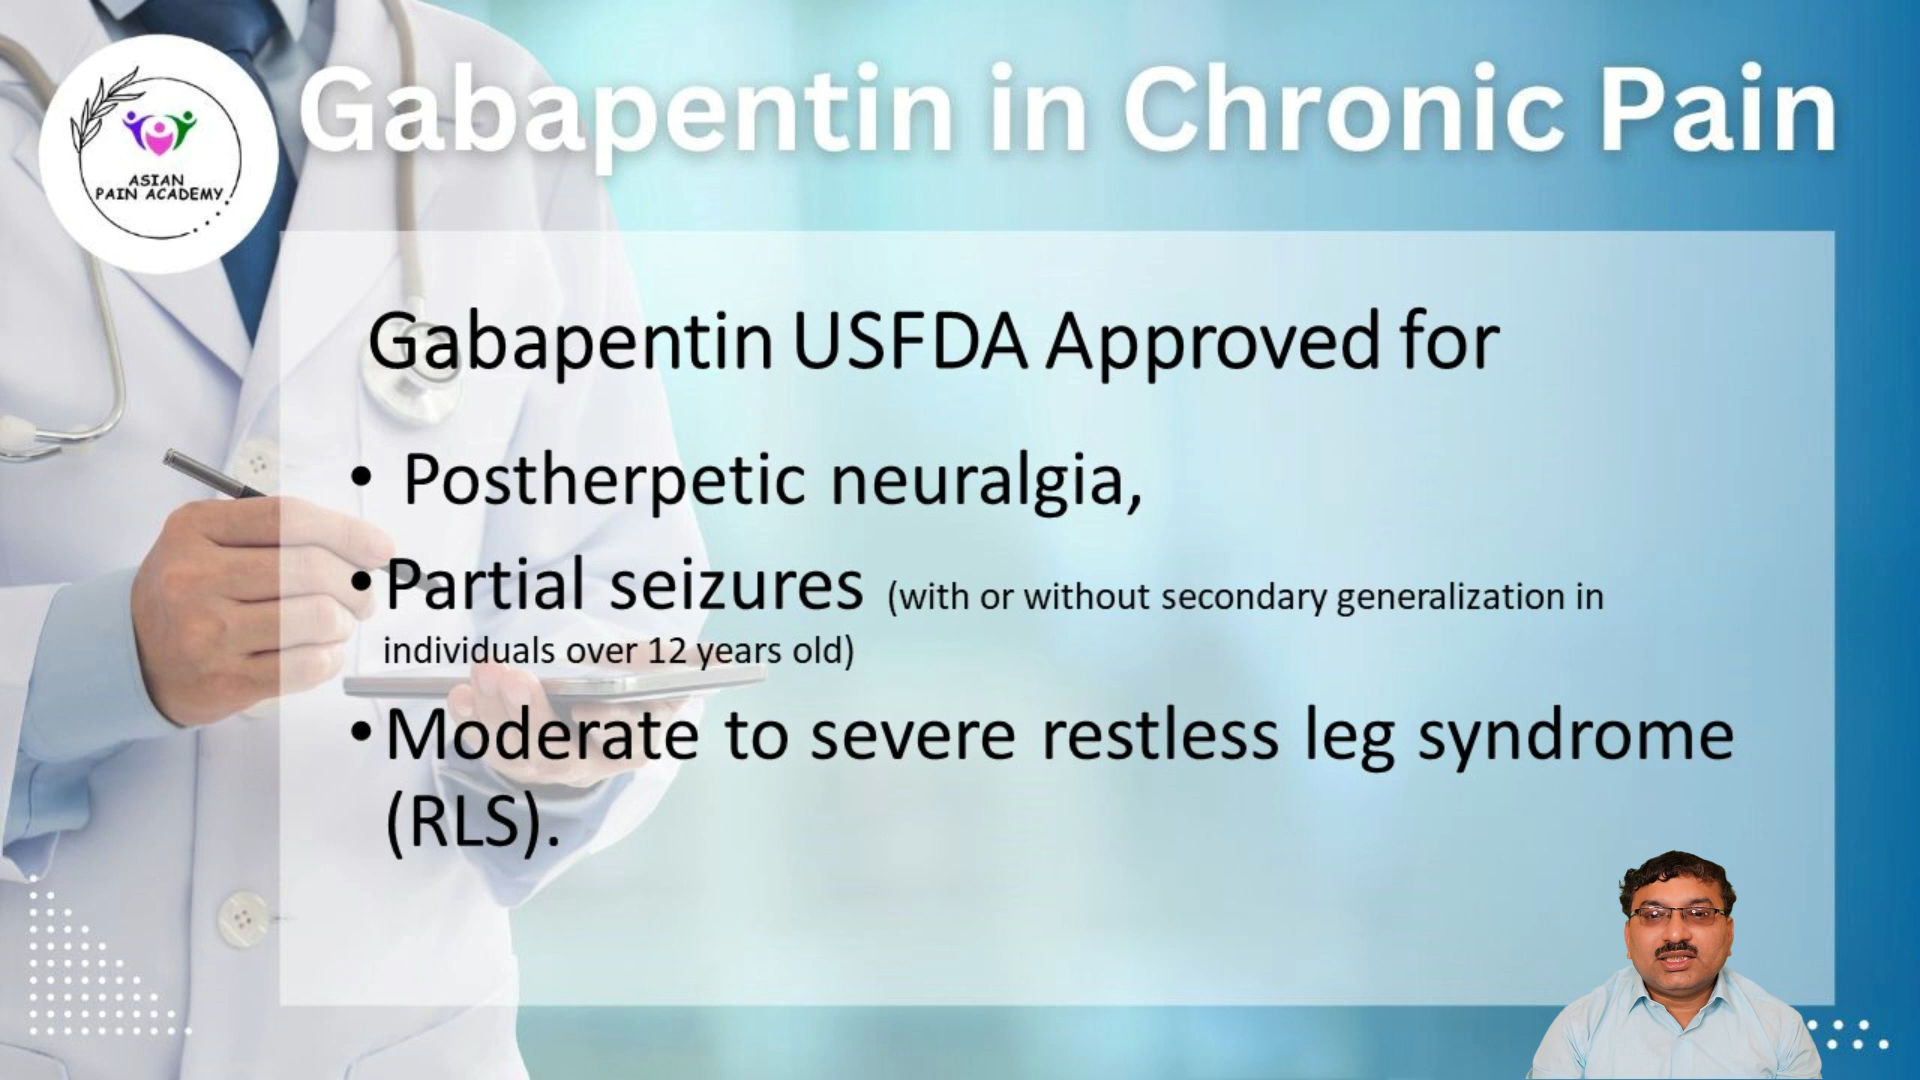 Gabapentin in Chronic Pain
ASIAN
PAIN ACADEMY
Gabapentin USFDA Approved for
• Postherpetic neuralgia,
• Partial seizures (with or without secondary generalization in
individuals over 12 years old)
• Moderate to severe restless leg syndrome
(RLS).